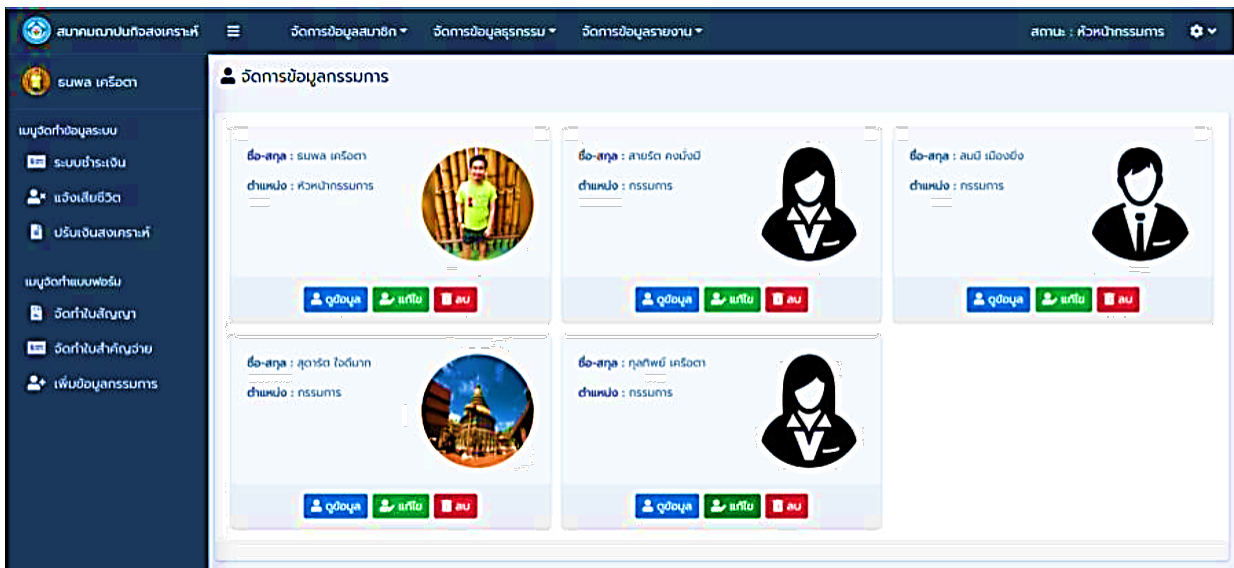 สมาคมฌาปนกิจสงเคราะห์
จัดการข้อมูลสมาชิก
จัดการข้อมูลธุรกรรม
จัดการข้อมูลรายงาน
สถานะ : หัวหน้ากรรมการ
ธนพล เครือตา
เมนูจัดทำข้อมูลระบบ
ระบบชำระเงิน
แจ้งเสียชีวิต
ปรับเงินสงเคราะห์
เมนูจัดทำแบบฟอร์ม
จัดทำใบสัญญา
จัดทำใบสำคัญจ่าย
เพิ่มข้อมูลกรรมการ
จัดการข้อมูลกรรมการ
ชื่อ-สกุล : ธนพล เครือตา
ตำแหน่ง : หัวหน้ากรรมการ
ดูข้อมูล แก้ไข ลบ
ชื่อ-สกุล : สายรัต คงมั่งมี
ตำแหน่ง : กรรมการ
ดูข้อมูล แก้ไข ลบ
ชื่อ-สกุล : สมมี เมืองยิ่ง
ตำแหน่ง : กรรมการ
ดูข้อมูล แก้ไข ลบ
ชื่อ-สกุล : สุดารัต ใจดีมาก
ตำแหน่ง : กรรมการ
ดูข้อมูล แก้ไข ลบ
ชื่อ-สกุล : กุลทิพย์ เครือตา
ตำแหน่ง : กรรมการ
ดูข้อมูล แก้ไข ลบ